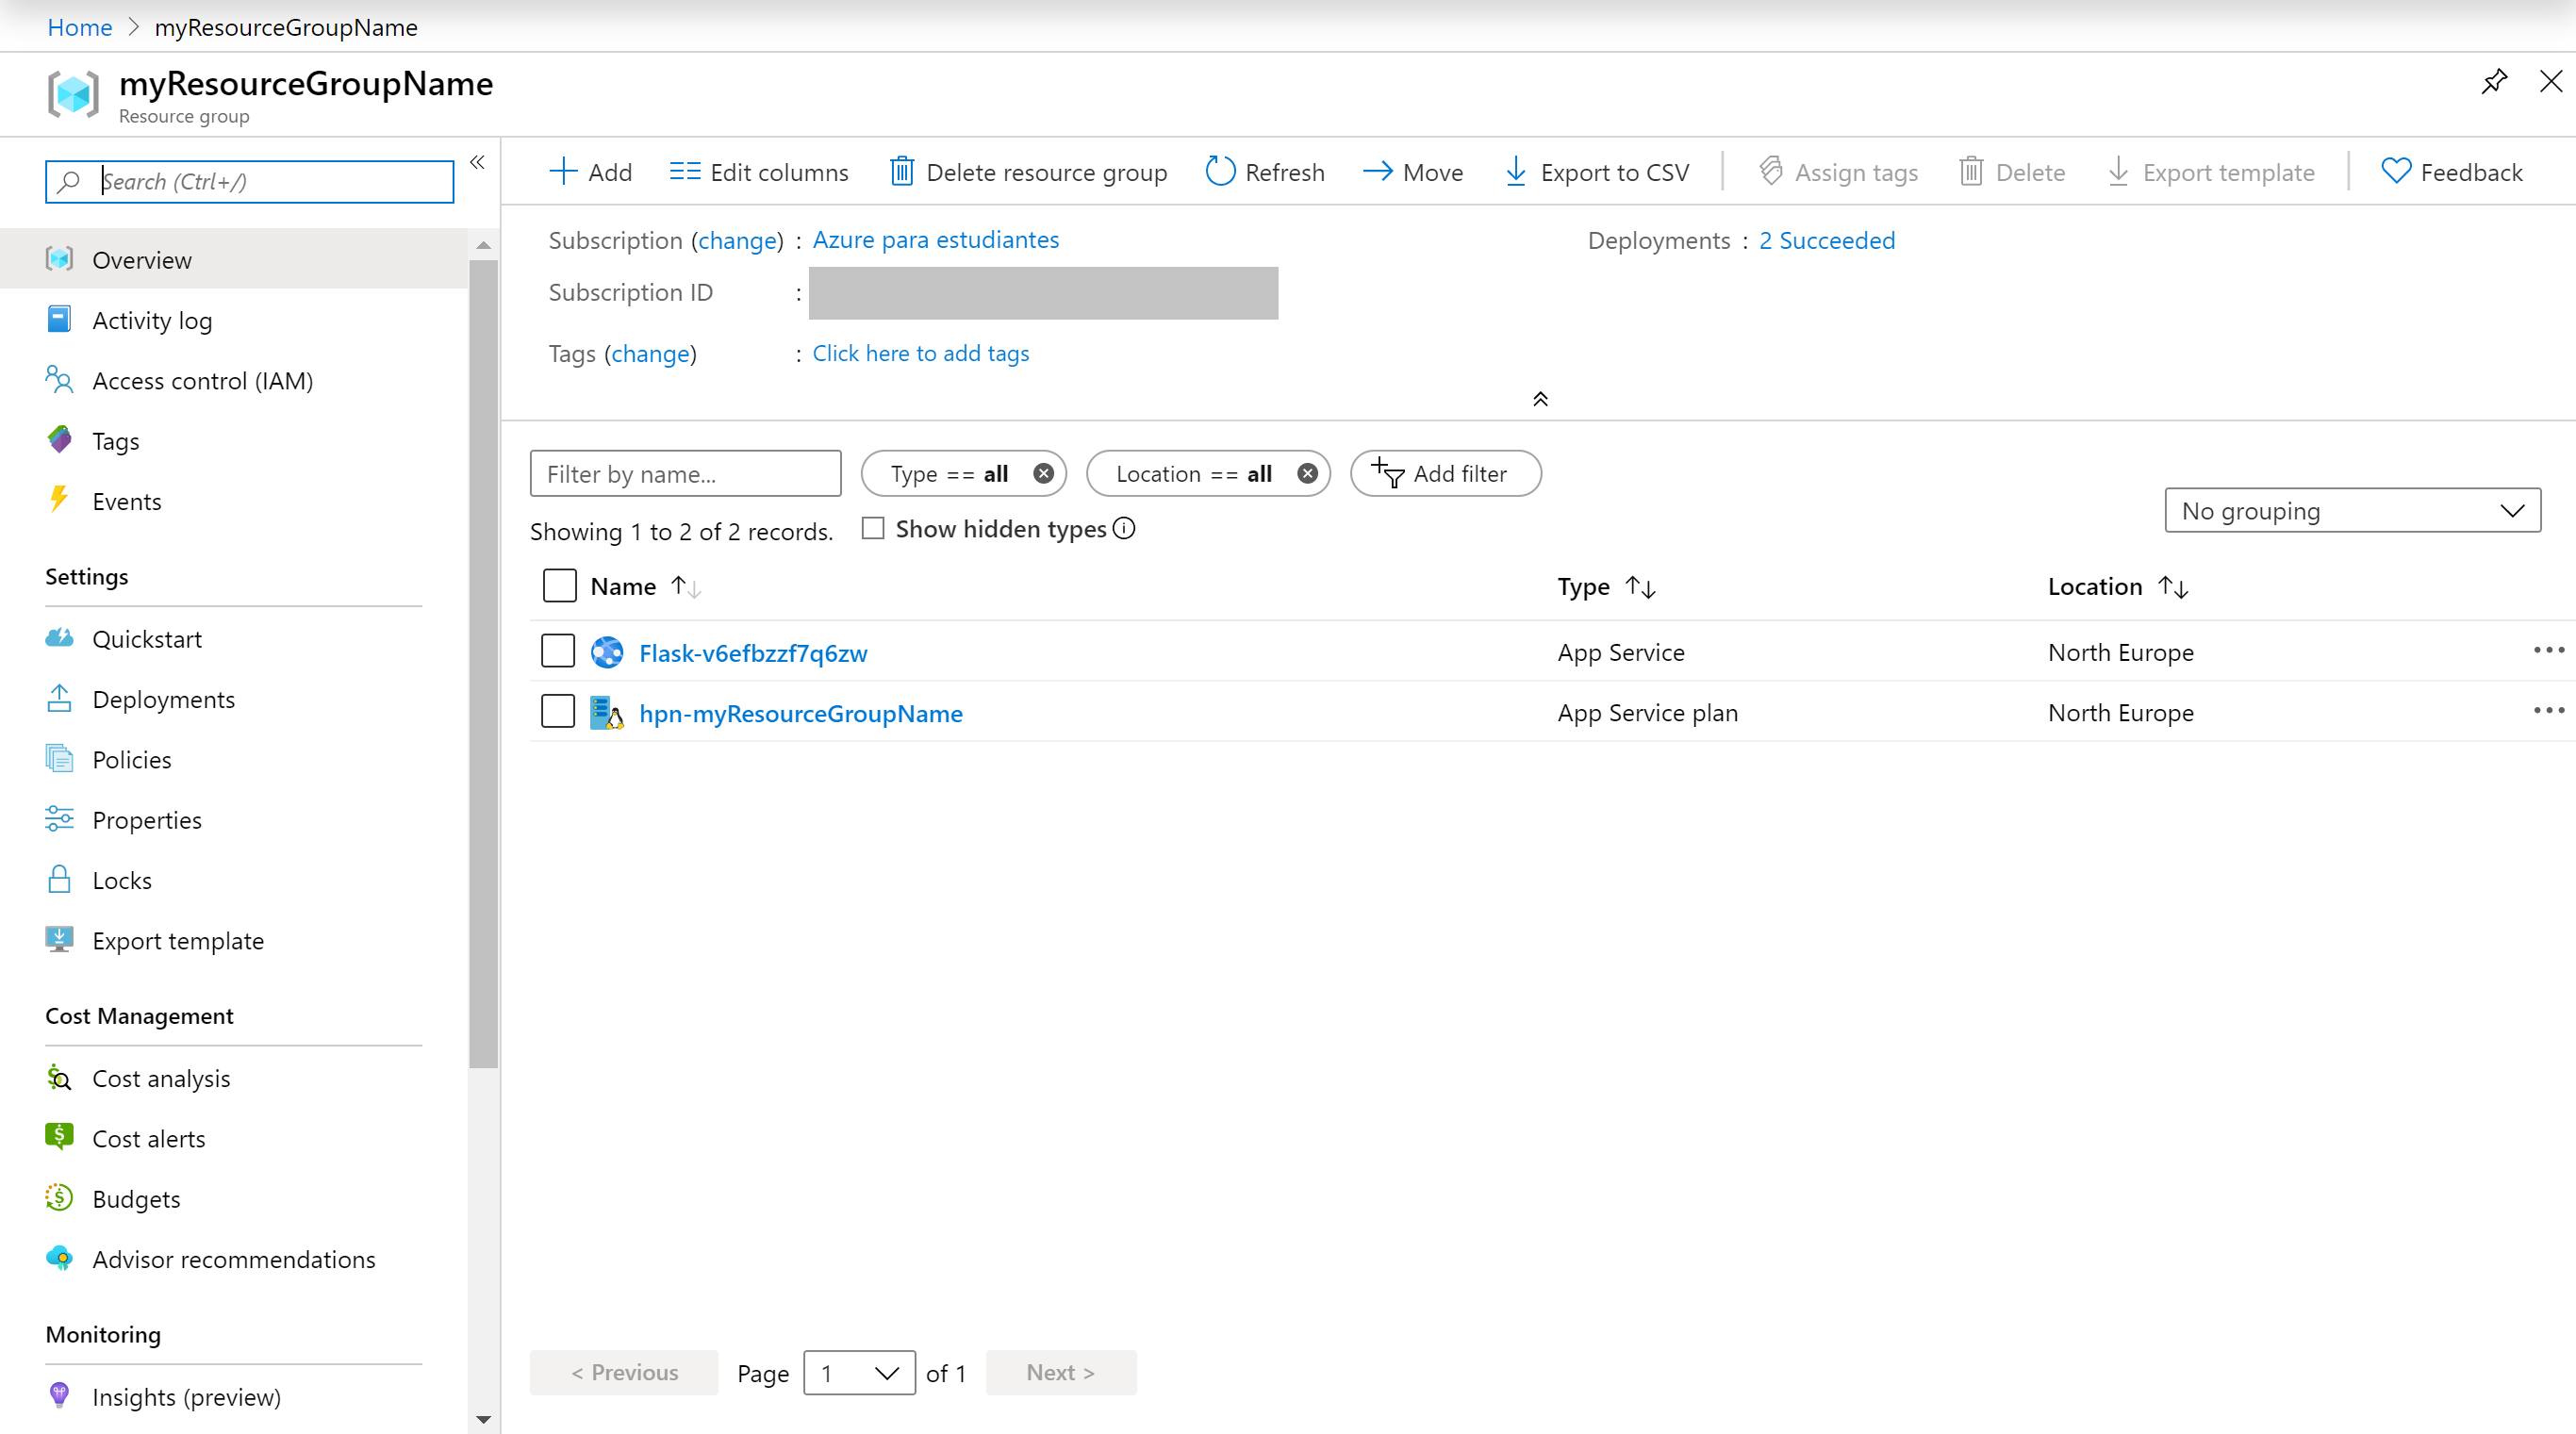 Home > myResourceGroupName
myResourceGroupName
Resource group
Search (Ctrl+/)
Overview
Activity log
Access control (IAM)
Tags
Events
Settings
Quickstart
Deployments
Policies
Properties
Locks
Export template
Cost Management
Cost analysis
Cost alerts
Budgets
Advisor recommendations
Monitoring
Insights (preview)
Add Edit columns Delete resource group Refresh Move Export to CSV Assign tags Delete Export template Feedback
Subscription (change) : Azure para estudiantes Deployments : 2 Succeeded
Subscription ID :
Tags (change) : Click here to add tags
Filter by name... Type == all Location == all Add filter
No grouping
Showing 1 to 2 of 2 records. Show hidden types
Name Type Location
Flask-v6efbzzf7q6zw App Service North Europe
hpn-myResourceGroupName App Service plan North Europe
< Previous Page 1 of 1 Next >